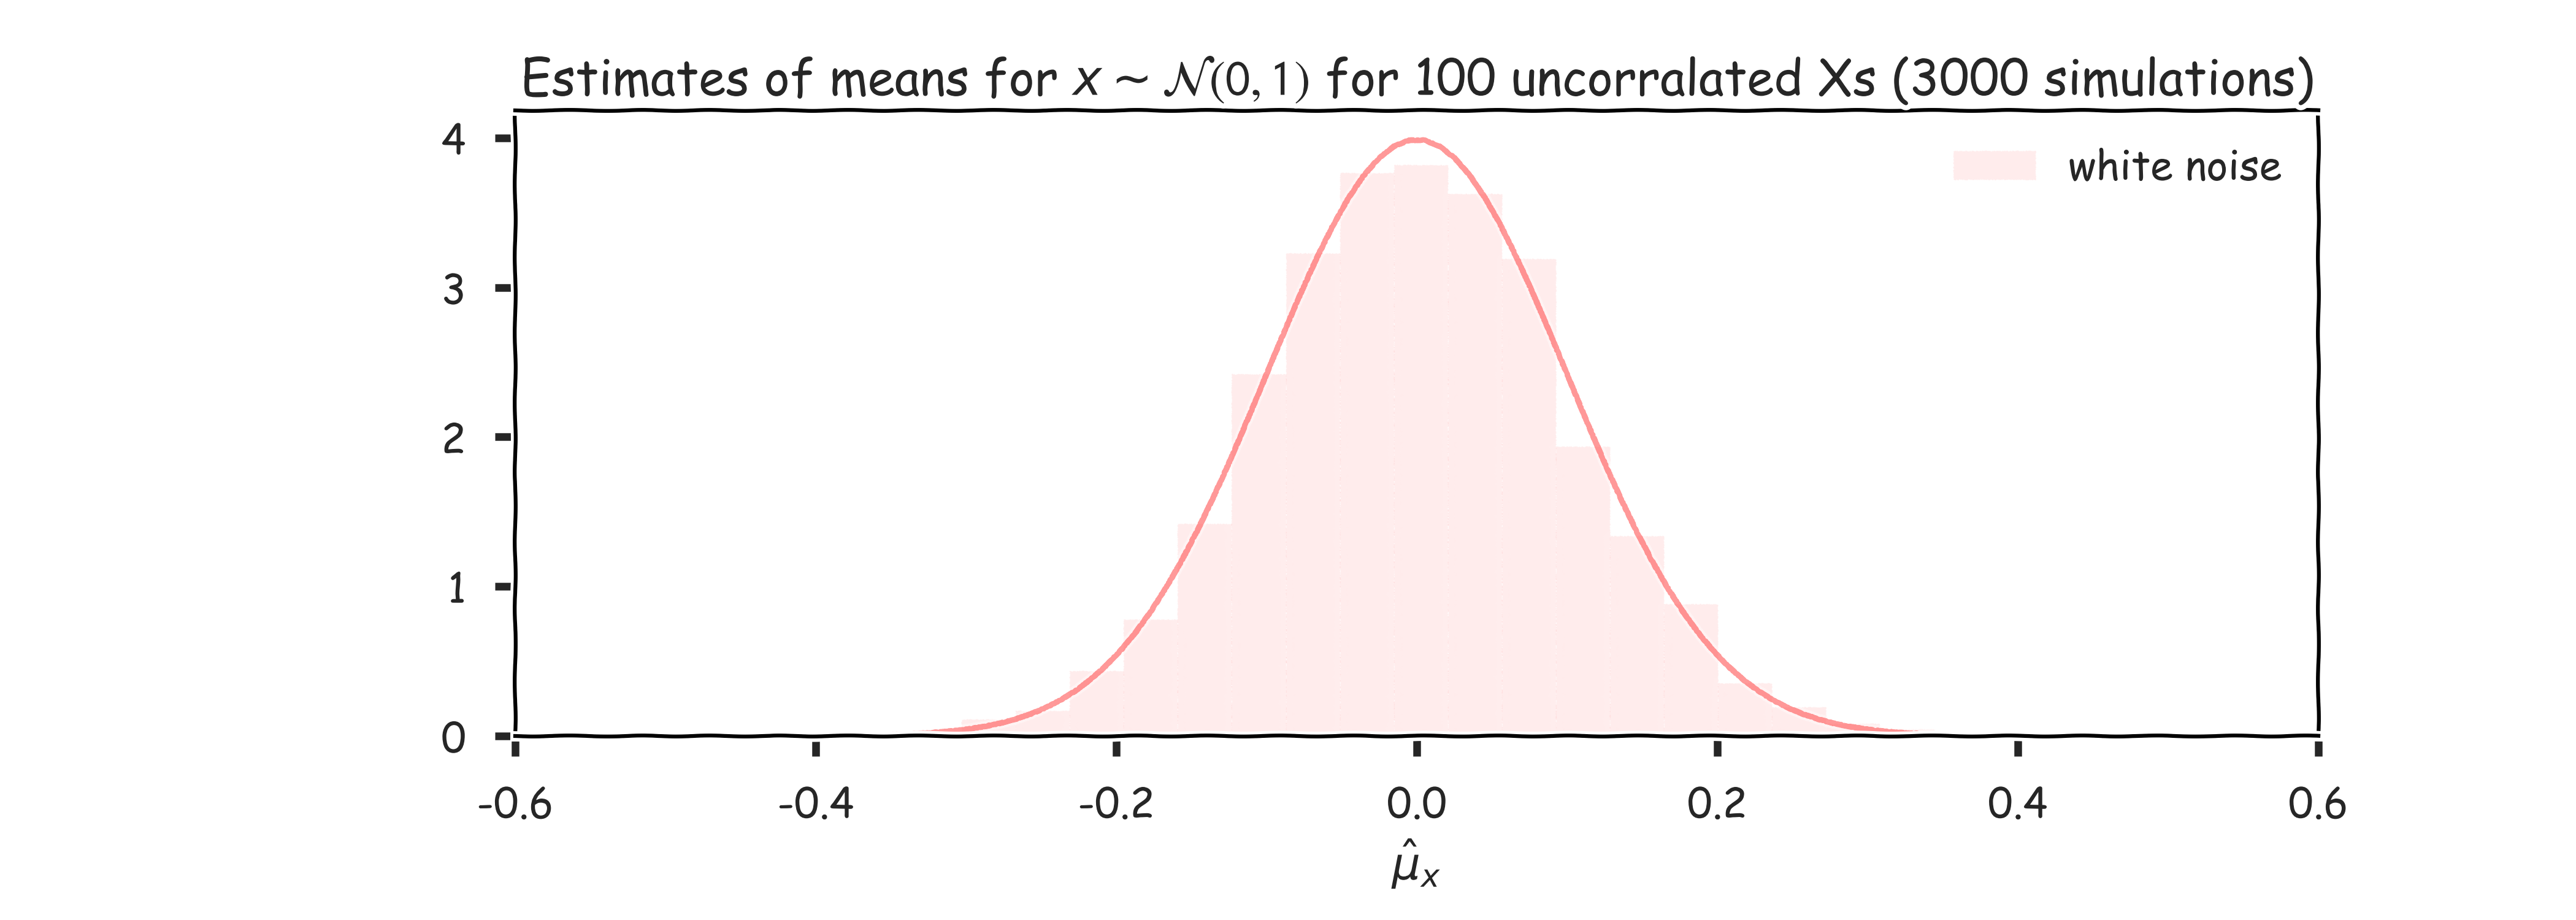 Estimates of means for x ~ 𝒩(0, 1) for 100 uncorralated Xs (3000 simulations)
white noise
4
3
2
1
0
-0.6 -0.4 -0.2 0.0 0.2 0.4 0.6
μ̂ₓ